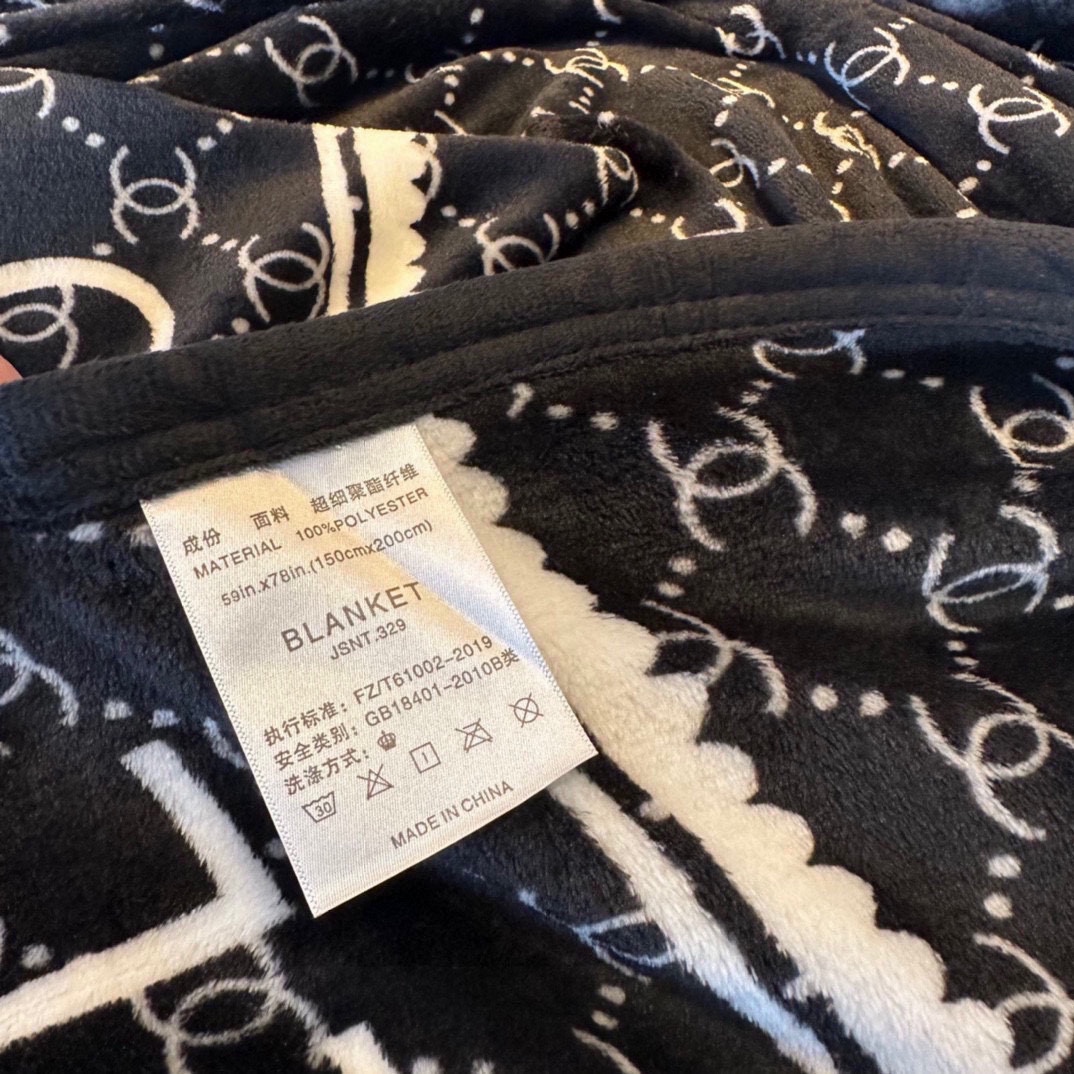 成份 面料 超细聚酯纤维
MATERIAL 100%POLYESTER
59in.x78in.(150cmx200cm)
BLANKET
JSNT.329
执行标准：FZ/T61002-2019
安全类别：GB18401-2010B类
洗涤方式：
30
MADE IN CHINA